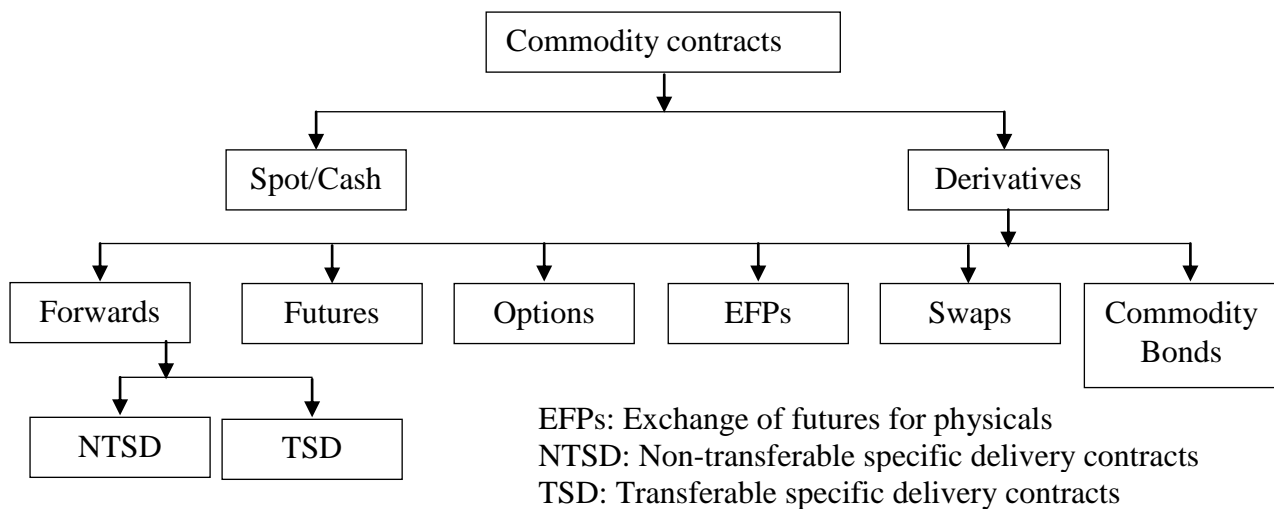 Commodity contracts
Spot/Cash
Derivatives
Forwards
Futures
Options
EFPs
Swaps
Commodity
Bonds
NTSD
TSD
EFPs: Exchange of futures for physicals
NTSD: Non-transferable specific delivery contracts
TSD: Transferable specific delivery contracts